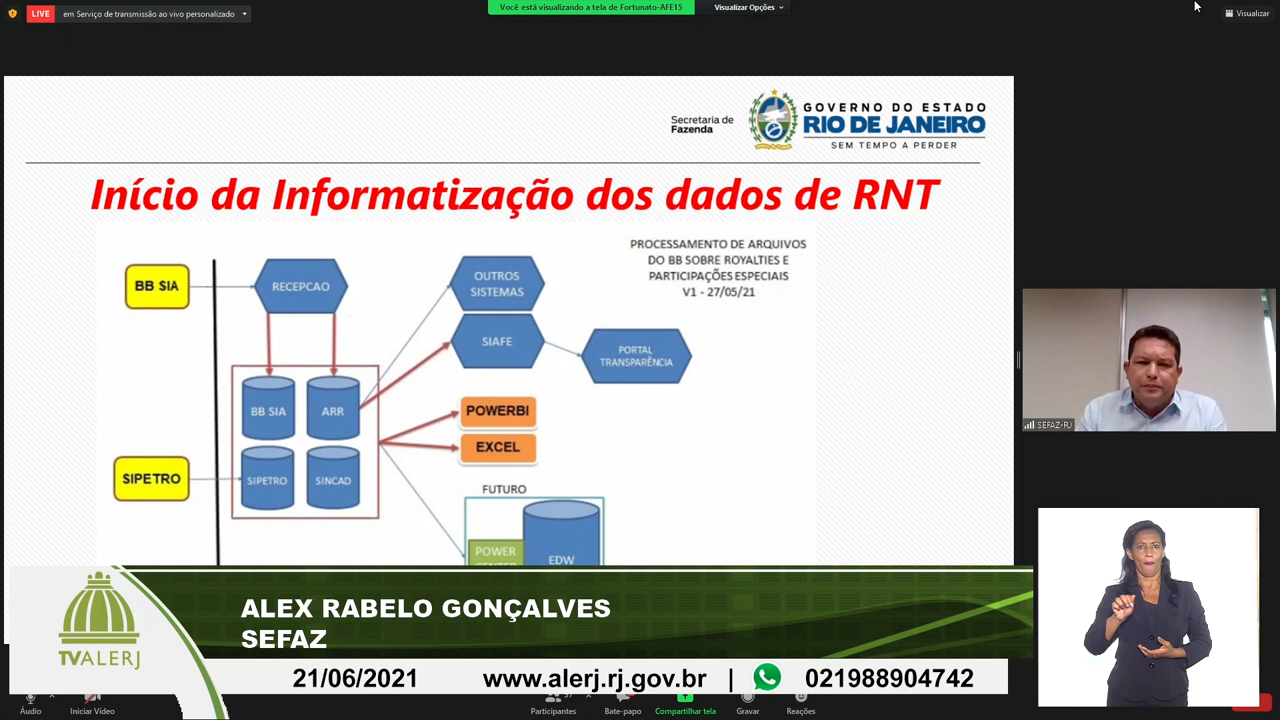 LIVE em Serviço de transmissão ao vivo personalizado
Você está visualizando a tela de Fortunato-AFE15
Visualizar Opções
Visualizar
Secretaria de
Fazenda
GOVERNO DO ESTADO
RIO DE JANEIRO
SEM TEMPO A PERDER
Início da Informatização dos dados de RNT
PROCESSAMENTO DE ARQUIVOS
DO BB SOBRE ROYALTIES E
PARTICIPAÇÕES ESPECIAIS
V1 - 27/05/21
BB SIA
RECEPCAO
OUTROS
SISTEMAS
SIAFE
PORTAL
TRANSPARÊNCIA
BB SIA
ARR
POWERBI
EXCEL
SIPETRO
SIPETRO
SINCAD
FUTURO
POWER
EDW
SEFAZ-RJ
ALEX RABELO GONÇALVES
SEFAZ
TVALERJ
21/06/2021
www.alerj.rj.gov.br | 021988904742
Áudio
Iniciar Vídeo
Participantes
Bate-papo
Compartilhar tela
Gravar
Reações